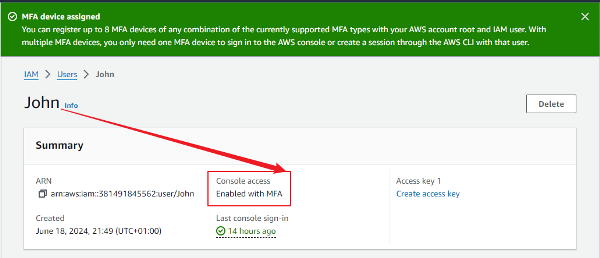 MFA device assigned
You can register up to 8 MFA devices of any combination of the currently supported MFA types with your AWS account root and IAM user. With
multiple MFA devices, you only need one MFA device to sign in to the AWS console or create a session through the AWS CLI with that user.
IAM > Users > John
John Info
Delete
Summary
ARN
arn:aws:iam::381491845562:user/John
Console access
Enabled with MFA
Access key 1
Create access key
Created
June 18, 2024, 21:49 (UTC+01:00)
Last console sign-in
14 hours ago